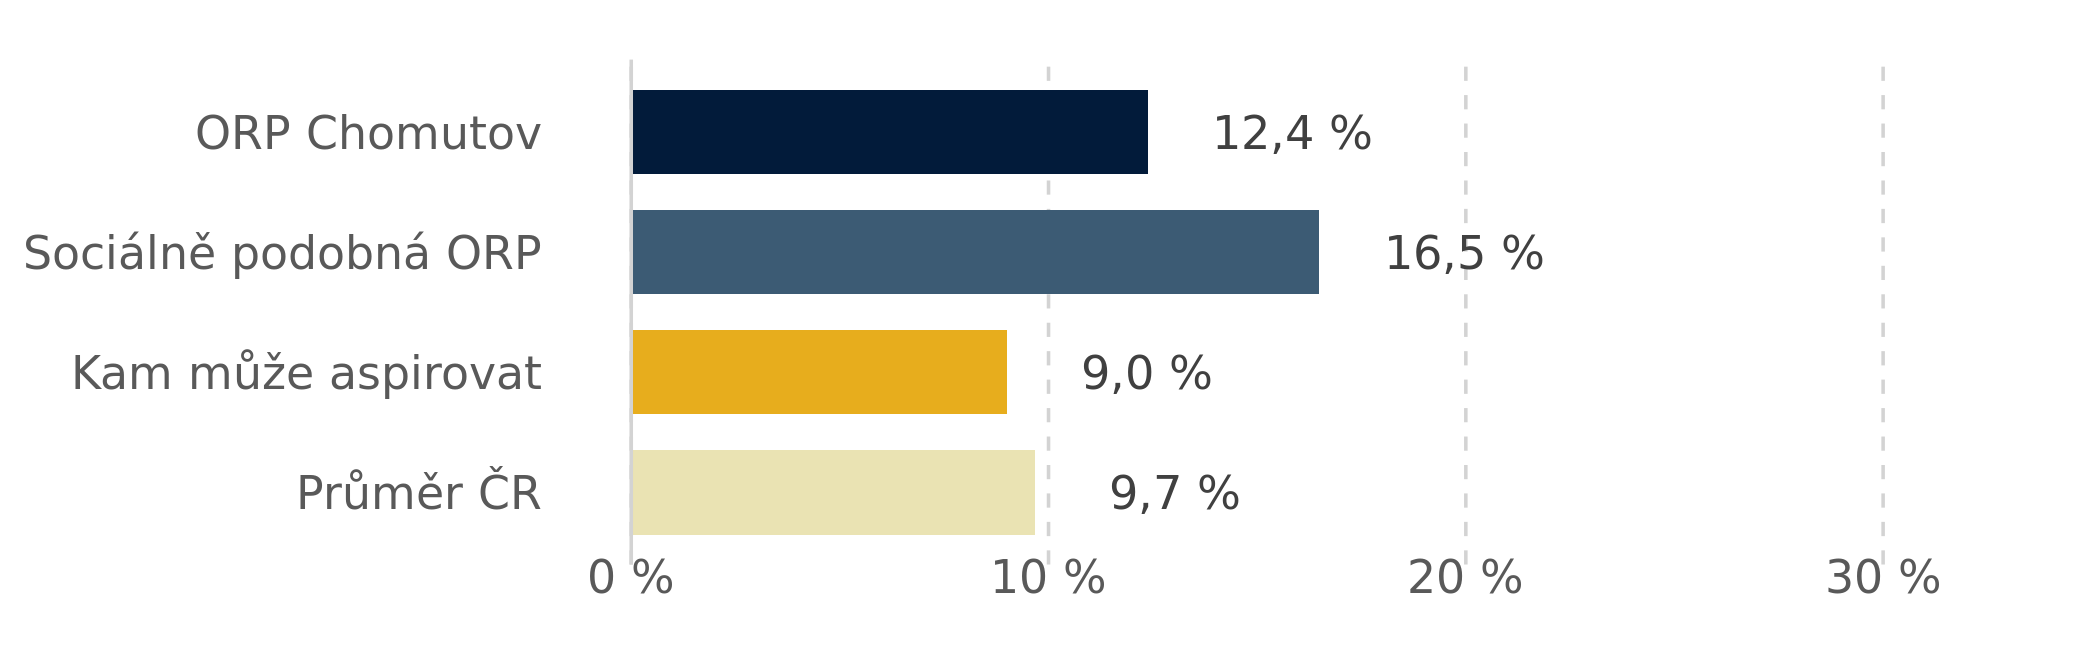 ORP Chomutov 12,4 %
Sociálně podobná ORP 16,5 %
Kam může aspirovat 9,0 %
Průměr ČR 9,7 %
0 % 10 % 20 % 30 %